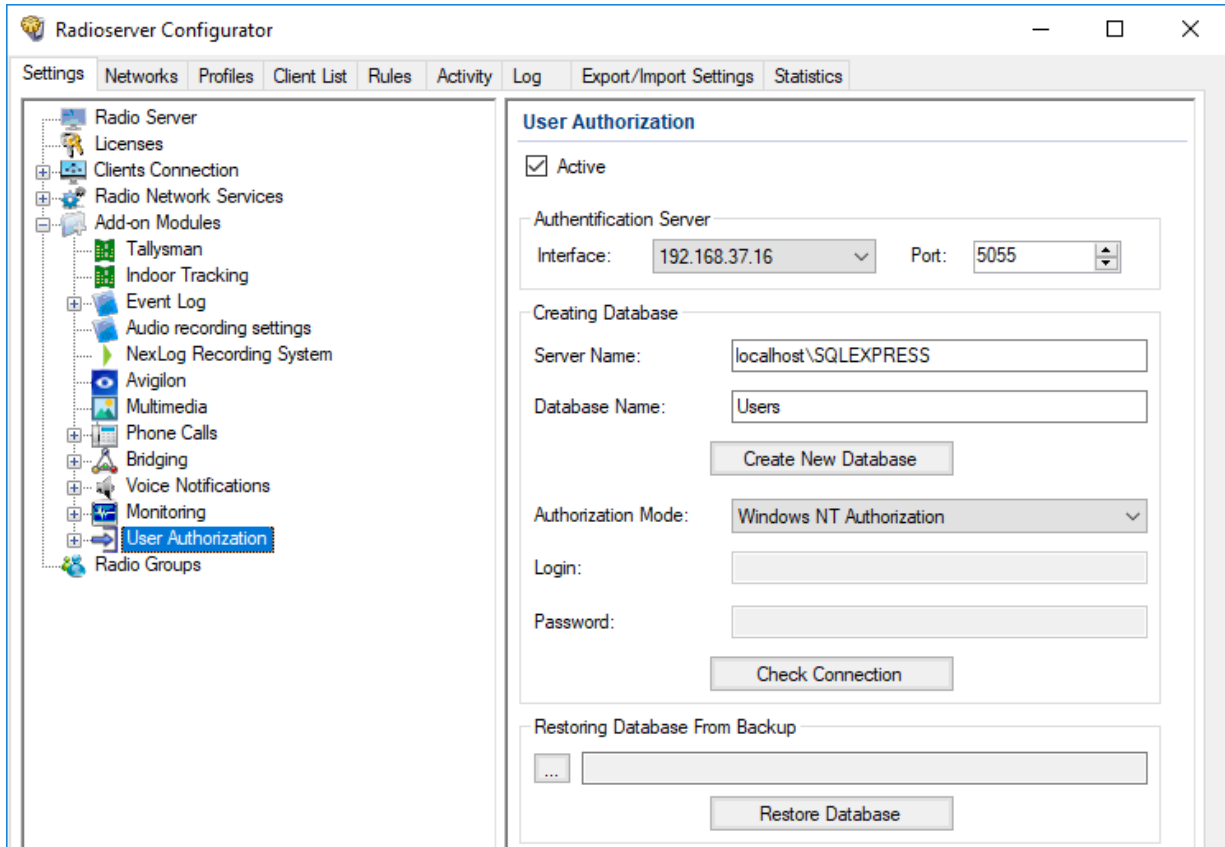 Radioserver Configurator
Settings Networks Profiles Client List Rules Activity Log Export/Import Settings Statistics
Radio Server
Licenses
Clients Connection
Radio Network Services
Add-on Modules
Tallysman
Indoor Tracking
Event Log
Audio recording settings
NexLog Recording System
Avigilon
Multimedia
Phone Calls
Bridging
Voice Notifications
Monitoring
User Authorization
Radio Groups
User Authorization
Active
Authentification Server
Interface: 192.168.37.16 Port: 5055
Creating Database
Server Name: localhost\SQLEXPRESS
Database Name: Users
Create New Database
Authorization Mode: Windows NT Authorization
Login:
Password:
Check Connection
Restoring Database From Backup
...
Restore Database